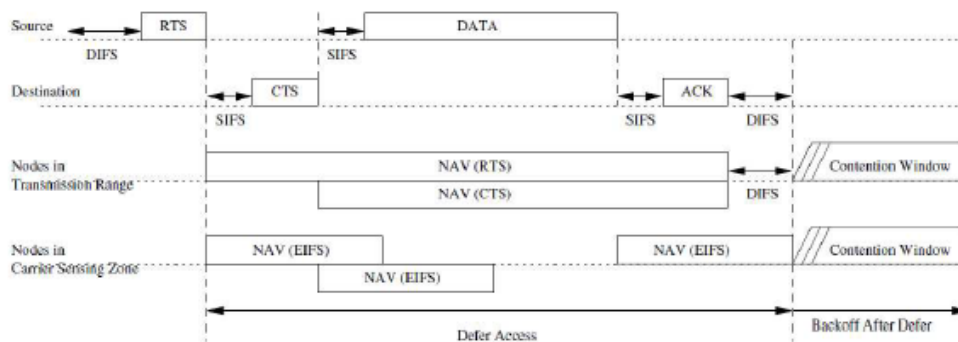 Source
RTS
DATA
DIFS
SIFS
Destination
CTS
ACK
SIFS
SIFS
DIFS
Nodes in
Transmission Range
NAV (RTS)
Contention Window
NAV (CTS)
DIFS
Nodes in
Carrier Sensing Zone
NAV (EIFS)
NAV (EIFS)
Contention Window
NAV (EIFS)
Defer Access
Backoff After Defer